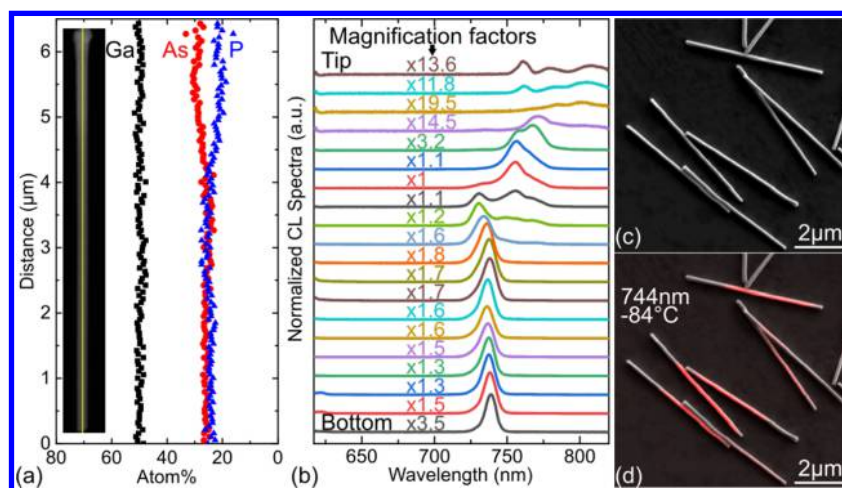 Ga
As
P
6
5
4
3
2
1
0
Distance (µm)
80
60
40
20
0
(a)
Atom%
Magnification factors
Tip
x13.6
x11.8
x19.5
x14.5
x3.2
x1.1
x1
x1.1
x1.2
x1.6
x1.8
x1.7
x1.7
x1.6
x1.6
x1.5
x1.3
x1.3
x1.5
Bottom
x3.5
Normalized CL Spectra (a.u.)
650
700
750
800
(b)
Wavelength (nm)
(c)
2µm
744nm
-84°C
(d)
2µm